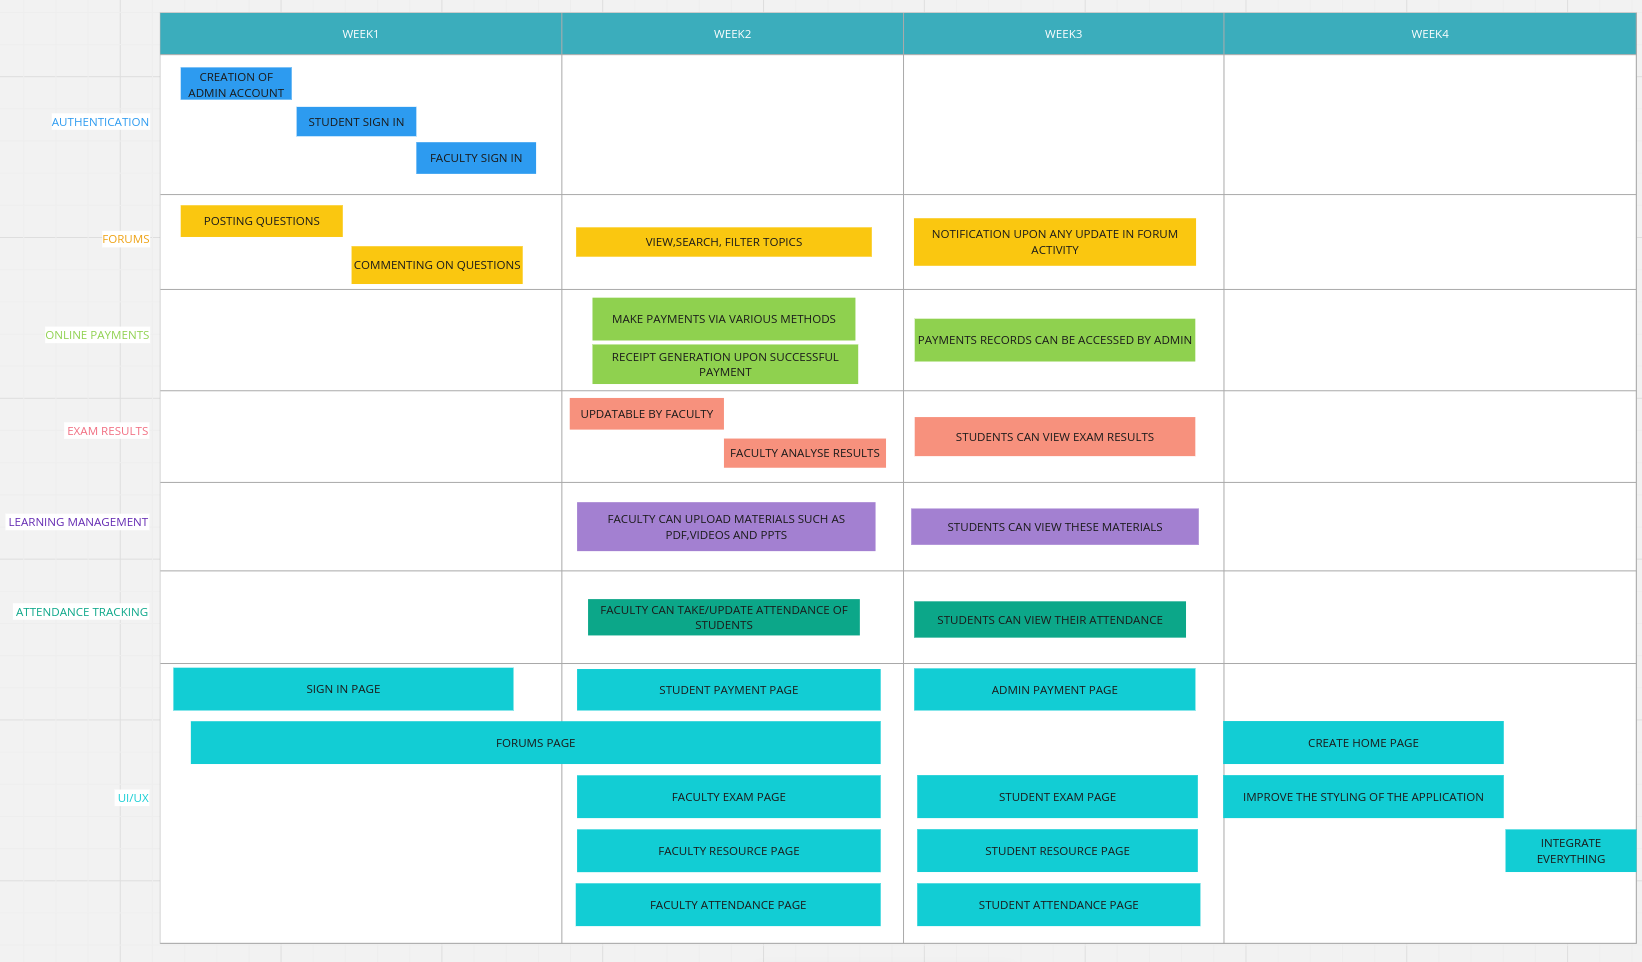 WEEK1
WEEK2
WEEK3
WEEK4
AUTHENTICATION
CREATION OF
ADMIN ACCOUNT
STUDENT SIGN IN
FACULTY SIGN IN
FORUMS
POSTING QUESTIONS
COMMENTING ON QUESTIONS
VIEW,SEARCH, FILTER TOPICS
NOTIFICATION UPON ANY UPDATE IN FORUM
ACTIVITY
ONLINE PAYMENTS
MAKE PAYMENTS VIA VARIOUS METHODS
RECEIPT GENERATION UPON SUCCESSFUL
PAYMENT
PAYMENTS RECORDS CAN BE ACCESSED BY ADMIN
EXAM RESULTS
UPDATABLE BY FACULTY
FACULTY ANALYSE RESULTS
STUDENTS CAN VIEW EXAM RESULTS
LEARNING MANAGEMENT
FACULTY CAN UPLOAD MATERIALS SUCH AS
PDF,VIDEOS AND PPTS
STUDENTS CAN VIEW THESE MATERIALS
ATTENDANCE TRACKING
FACULTY CAN TAKE/UPDATE ATTENDANCE OF
STUDENTS
STUDENTS CAN VIEW THEIR ATTENDANCE
UI/UX
SIGN IN PAGE
STUDENT PAYMENT PAGE
ADMIN PAYMENT PAGE
FORUMS PAGE
CREATE HOME PAGE
FACULTY EXAM PAGE
STUDENT EXAM PAGE
IMPROVE THE STYLING OF THE APPLICATION
FACULTY RESOURCE PAGE
STUDENT RESOURCE PAGE
INTEGRATE
EVERYTHING
FACULTY ATTENDANCE PAGE
STUDENT ATTENDANCE PAGE